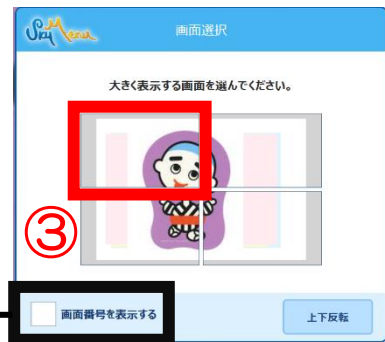 SkyMenu
画面選択
大きく表示する画面を選んでください。
③
画面番号を表示する
上下反転